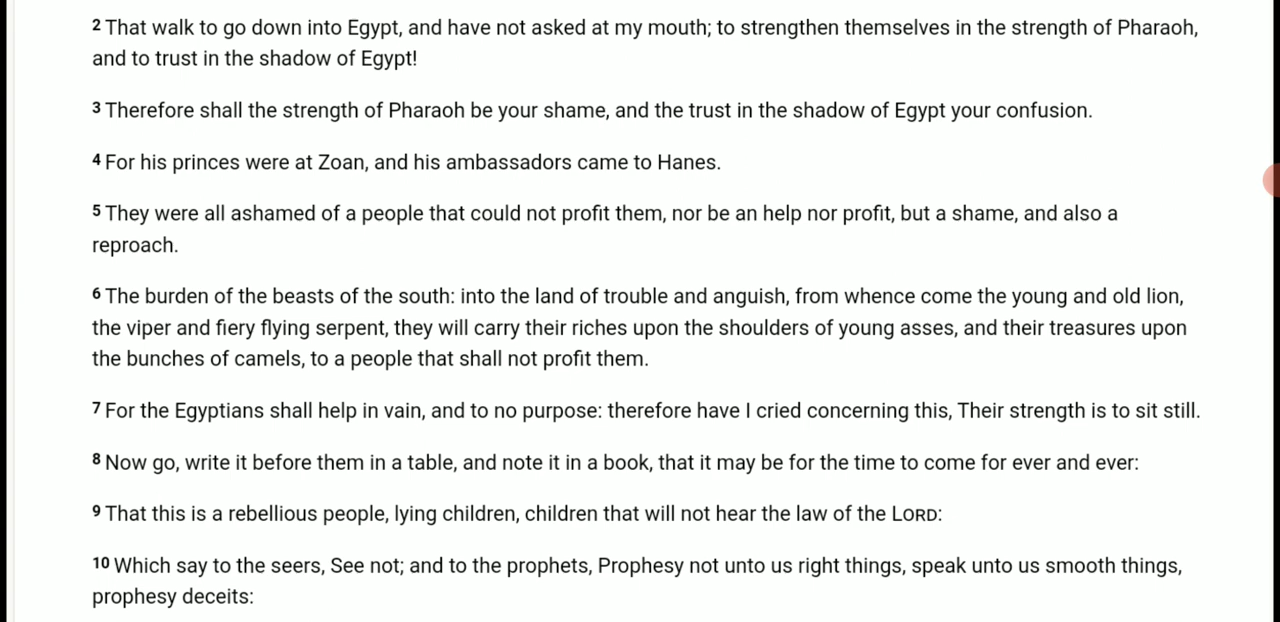 2 That walk to go down into Egypt, and have not asked at my mouth; to strengthen themselves in the strength of Pharaoh,
and to trust in the shadow of Egypt!
3 Therefore shall the strength of Pharaoh be your shame, and the trust in the shadow of Egypt your confusion.
4 For his princes were at Zoan, and his ambassadors came to Hanes.
5 They were all ashamed of a people that could not profit them, nor be an help nor profit, but a shame, and also a
reproach.
6 The burden of the beasts of the south: into the land of trouble and anguish, from whence come the young and old lion,
the viper and fiery flying serpent, they will carry their riches upon the shoulders of young asses, and their treasures upon
the bunches of camels, to a people that shall not profit them.
7 For the Egyptians shall help in vain, and to no purpose: therefore have I cried concerning this, Their strength is to sit still.
8 Now go, write it before them in a table, and note it in a book, that it may be for the time to come for ever and ever:
9 That this is a rebellious people, lying children, children that will not hear the law of the LORD:
10 Which say to the seers, See not; and to the prophets, Prophesy not unto us right things, speak unto us smooth things,
prophesy deceits: